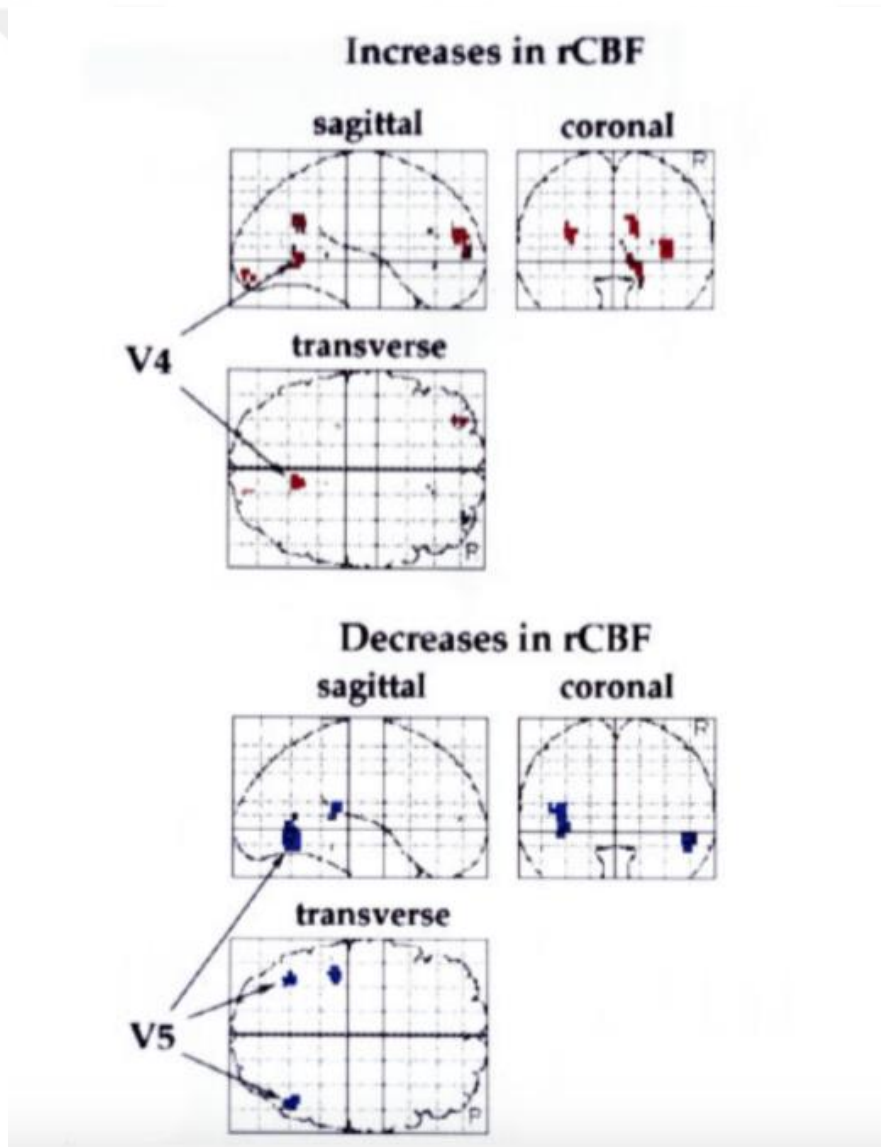 Increases in rCBF
sagittal coronal
R
V4
transverse
R
Decreases in rCBF
sagittal coronal
R
transverse
V5
R